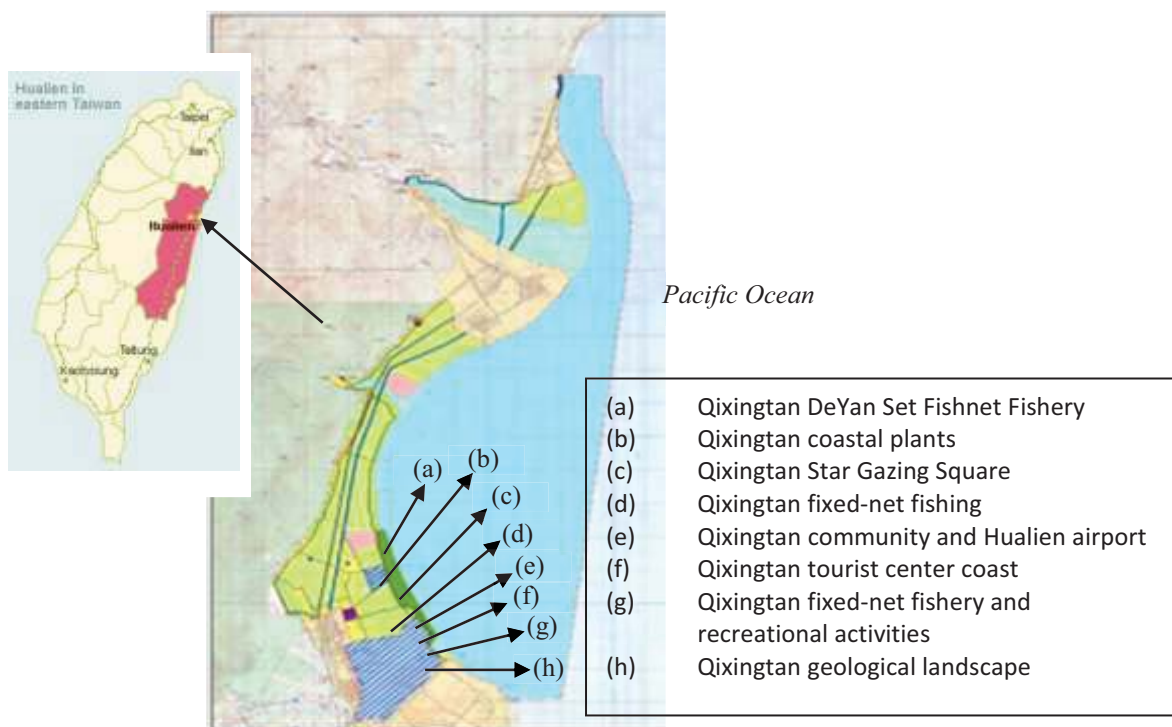 Hualien in
eastern Taiwan
Taipei
Ilan
Hualien
Taitung
Kaohsiung
Pacific Ocean
(a)
(b)
(c)
(d)
(e)
(f)
(g)
(h)
(a) Qixingtan DeYan Set Fishnet Fishery
(b) Qixingtan coastal plants
(c) Qixingtan Star Gazing Square
(d) Qixingtan fixed-net fishing
(e) Qixingtan community and Hualien airport
(f) Qixingtan tourist center coast
(g) Qixingtan fixed-net fishery and
recreational activities
(h) Qixingtan geological landscape